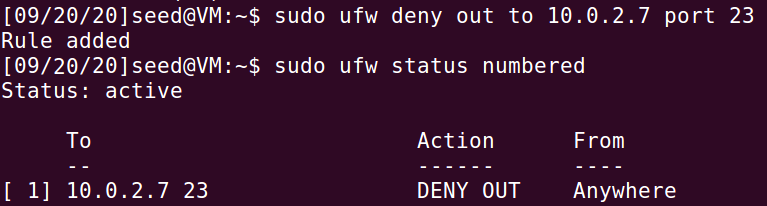 [09/20/20]seed@VM:~$ sudo ufw deny out to 10.0.2.7 port 23
Rule added
[09/20/20]seed@VM:~$ sudo ufw status numbered
Status: active
To Action From
-- ------ ----
[ 1] 10.0.2.7 23 DENY OUT Anywhere